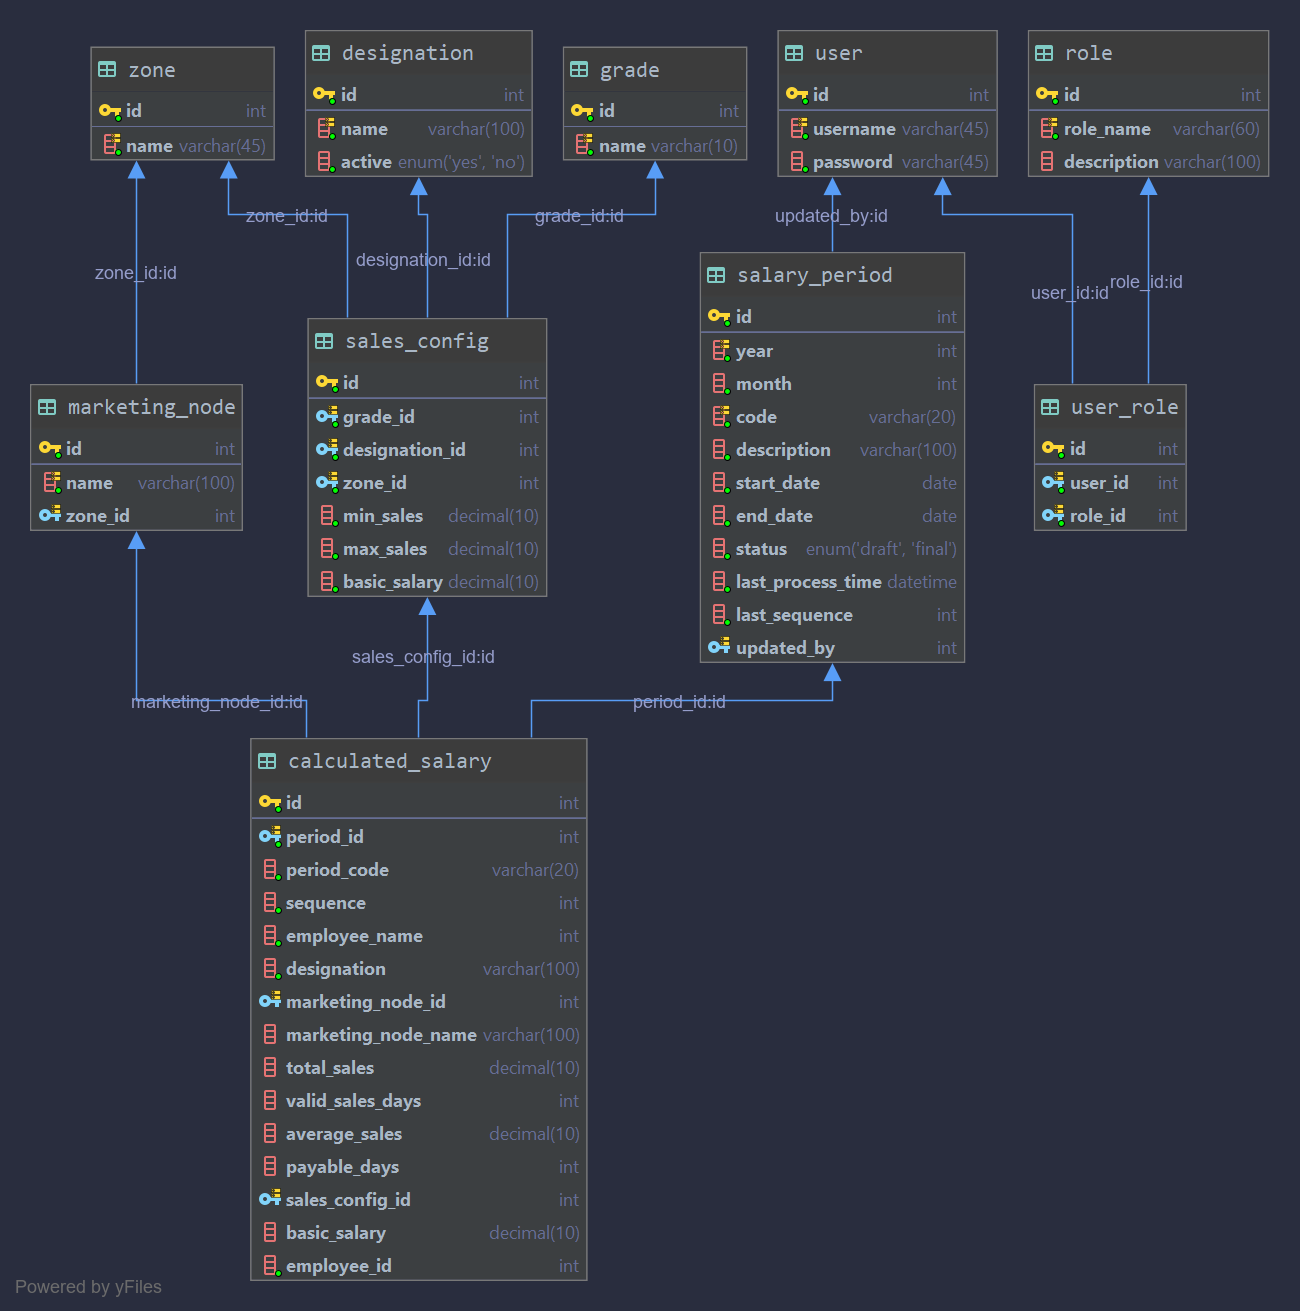 zone
id int
name varchar(45)
designation
id int
name varchar(100)
active enum('yes', 'no')
grade
id int
name varchar(10)
user
id int
username varchar(45)
password varchar(45)
role
id int
role_name varchar(60)
description varchar(100)
zone_id:id
designation_id:id
grade_id:id
updated_by:id
zone_id:id
user_id:id
role_id:id
sales_config
id int
grade_id int
designation_id int
zone_id int
min_sales decimal(10)
max_sales decimal(10)
basic_salary decimal(10)
salary_period
id int
year int
month int
code varchar(20)
description varchar(100)
start_date date
end_date date
status enum('draft', 'final')
last_process_time datetime
last_sequence int
updated_by int
marketing_node
id int
name varchar(100)
zone_id int
user_role
id int
user_id int
role_id int
sales_config_id:id
marketing_node_id:id
period_id:id
calculated_salary
id int
period_id int
period_code varchar(20)
sequence int
employee_name int
designation varchar(100)
marketing_node_id int
marketing_node_name varchar(100)
total_sales decimal(10)
valid_sales_days int
average_sales decimal(10)
payable_days int
sales_config_id int
basic_salary decimal(10)
employee_id int
Powered by yFiles